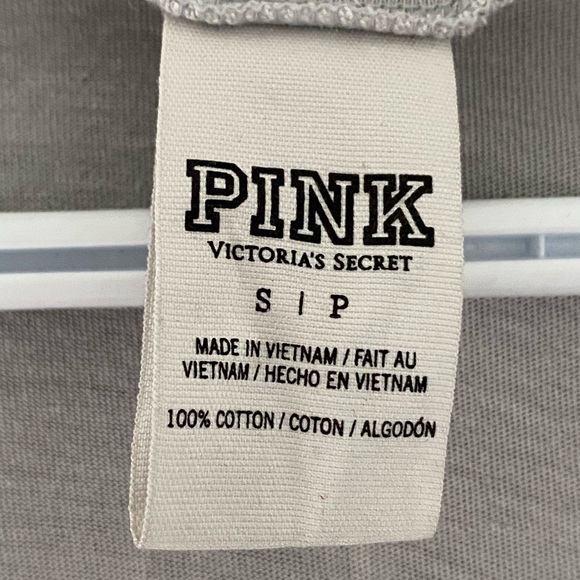 PINK
VICTORIA'S SECRET
S | P
MADE IN VIETNAM / FAIT AU
VIETNAM / HECHO EN VIETNAM
100% COTTON / COTON / ALGODÓN